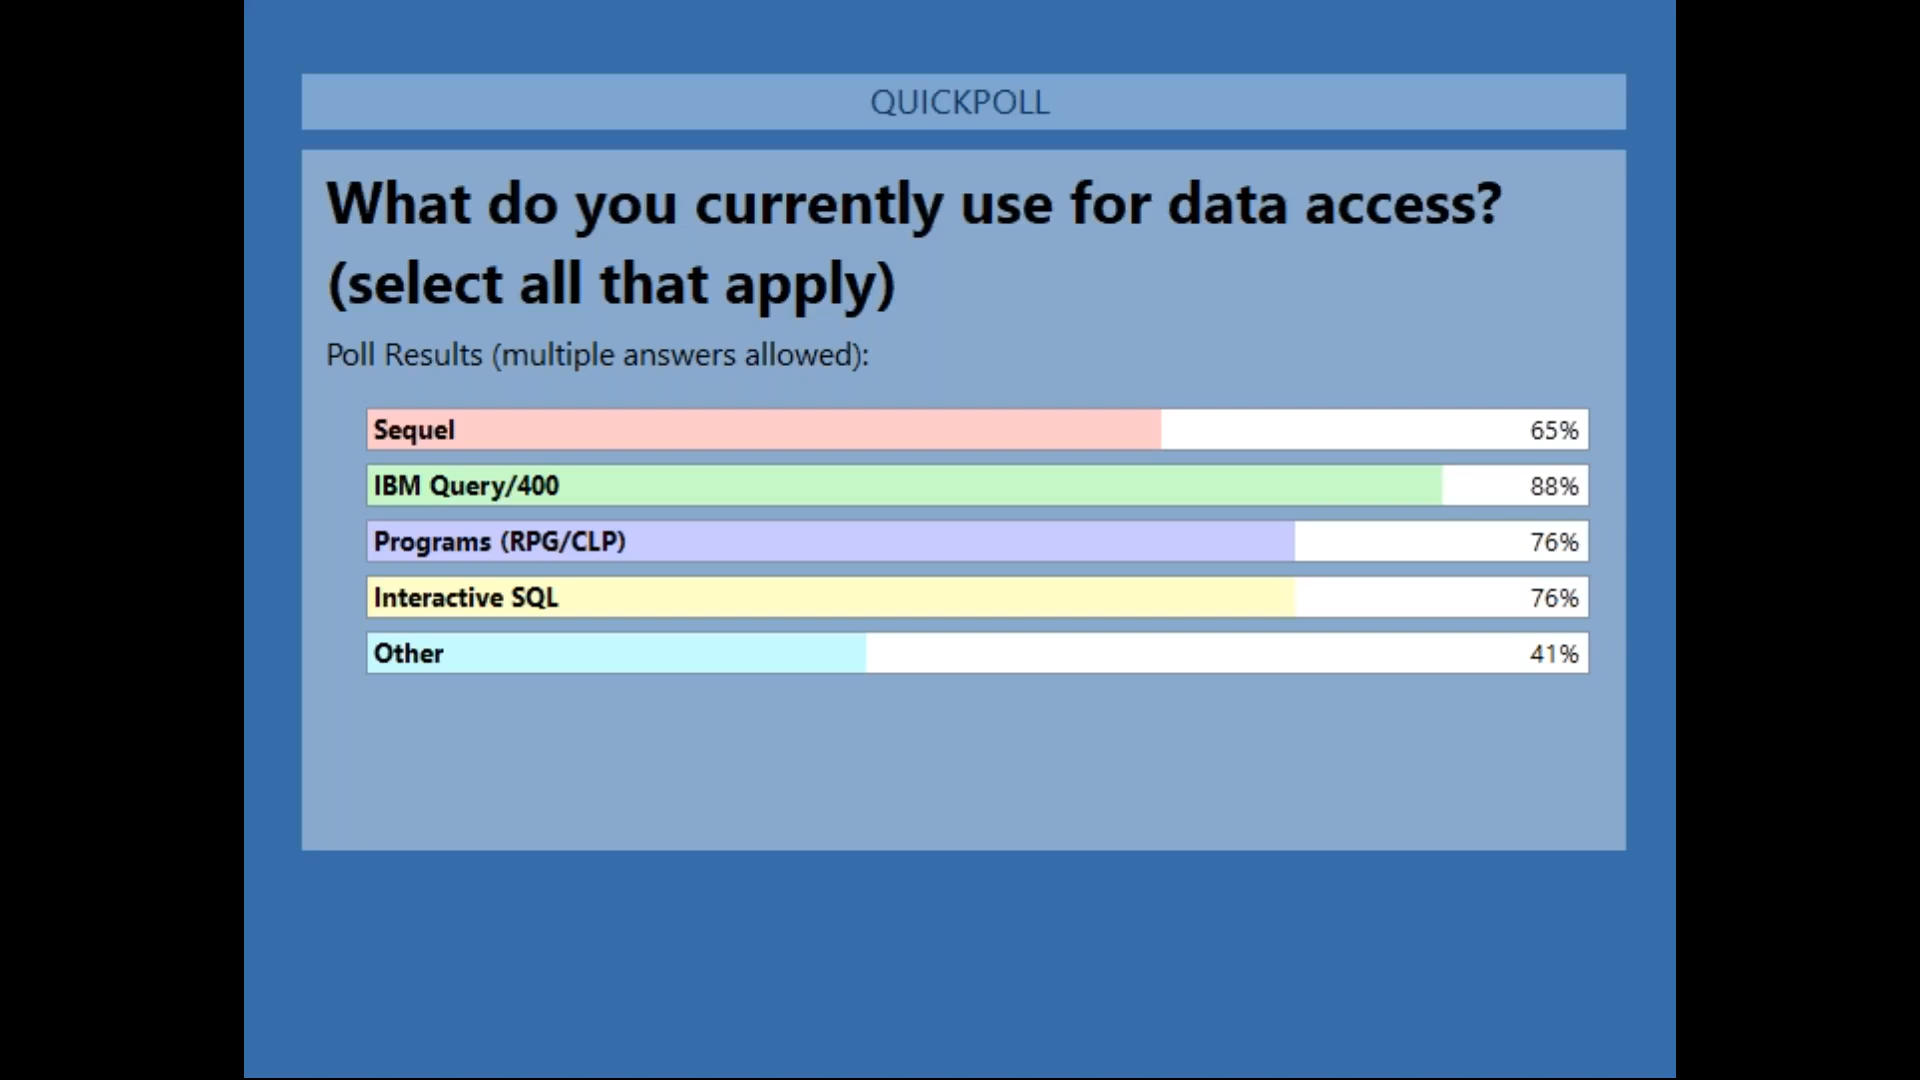 QUICKPOLL
What do you currently use for data access?
(select all that apply)
Poll Results (multiple answers allowed):
Sequel 65%
IBM Query/400 88%
Programs (RPG/CLP) 76%
Interactive SQL 76%
Other 41%